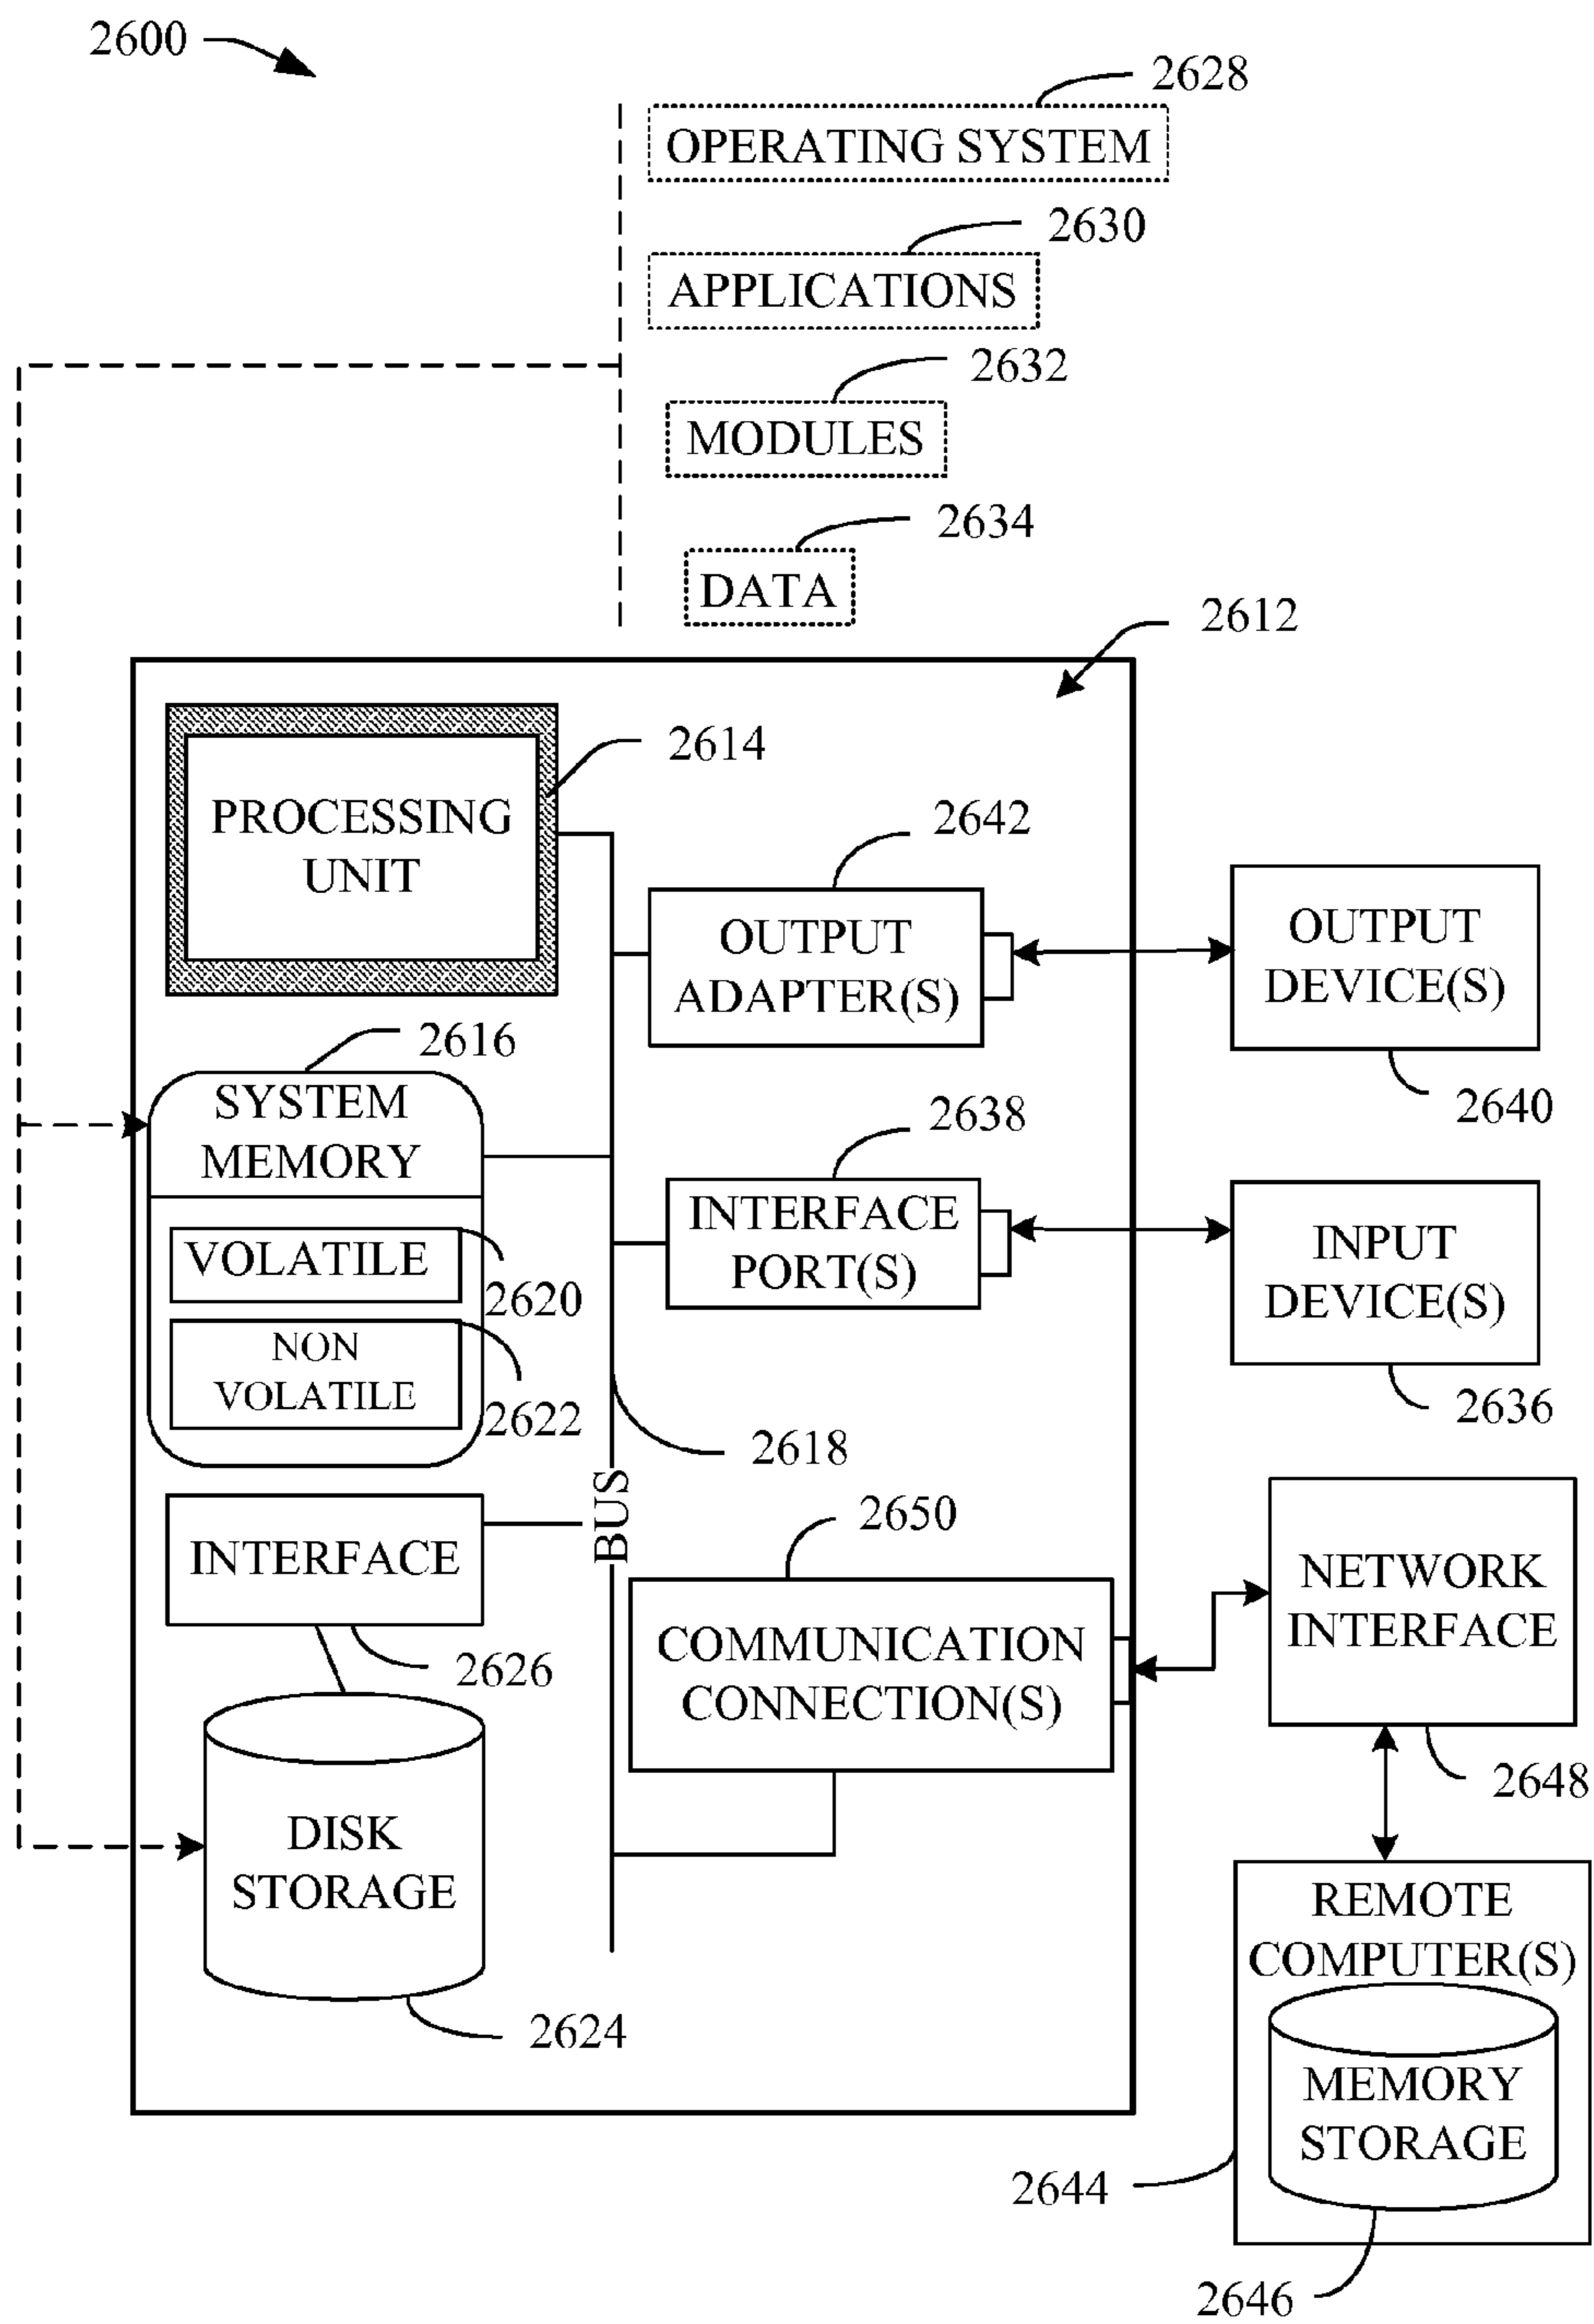 2600
2628
OPERATING SYSTEM
2630
APPLICATIONS
2632
MODULES
2634
DATA
2612
2614
PROCESSING
UNIT
2642
OUTPUT
ADAPTER(S)
OUTPUT
DEVICE(S)
2640
2616
SYSTEM
MEMORY
VOLATILE
2620
NON
VOLATILE
2622
2638
INTERFACE
PORT(S)
INPUT
DEVICE(S)
2636
2618
BUS
INTERFACE
2626
2650
COMMUNICATION
CONNECTION(S)
NETWORK
INTERFACE
2648
DISK
STORAGE
2624
REMOTE
COMPUTER(S)
MEMORY
STORAGE
2644
2646